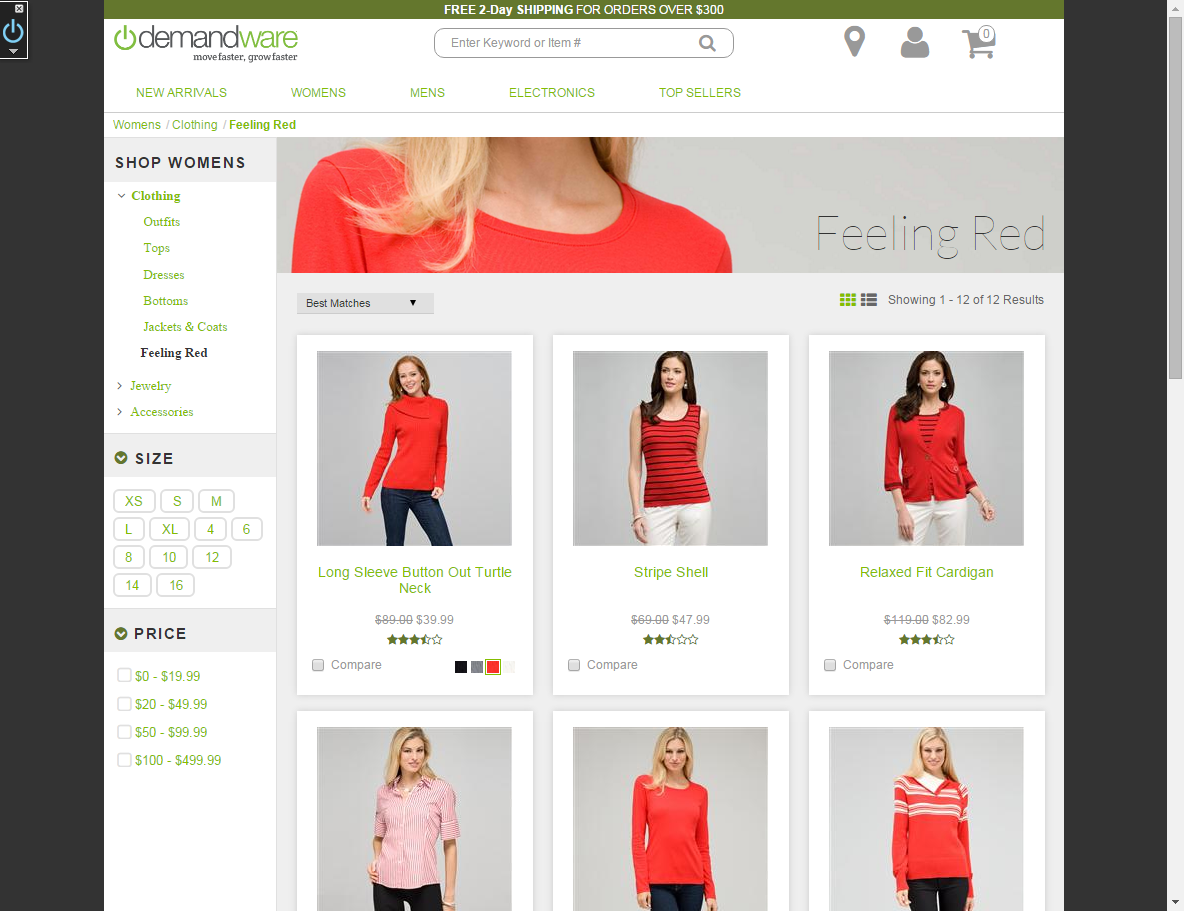 FREE 2-Day SHIPPING FOR ORDERS OVER $300
demandware
move faster, grow faster
Enter Keyword or Item #
0
NEW ARRIVALS WOMENS MENS ELECTRONICS TOP SELLERS
Womens / Clothing / Feeling Red
SHOP WOMENS
Clothing
Outfits
Tops
Dresses
Bottoms
Jackets & Coats
Feeling Red
Jewelry
Accessories
SIZE
XS S M
L XL 4 6
8 10 12
14 16
PRICE
$0 - $19.99
$20 - $49.99
$50 - $99.99
$100 - $499.99
Feeling Red
Best Matches
Showing 1 - 12 of 12 Results
Long Sleeve Button Out Turtle
Neck
$89.00 $39.99
Compare
Stripe Shell
$69.00 $47.99
Compare
Relaxed Fit Cardigan
$119.00 $82.99
Compare